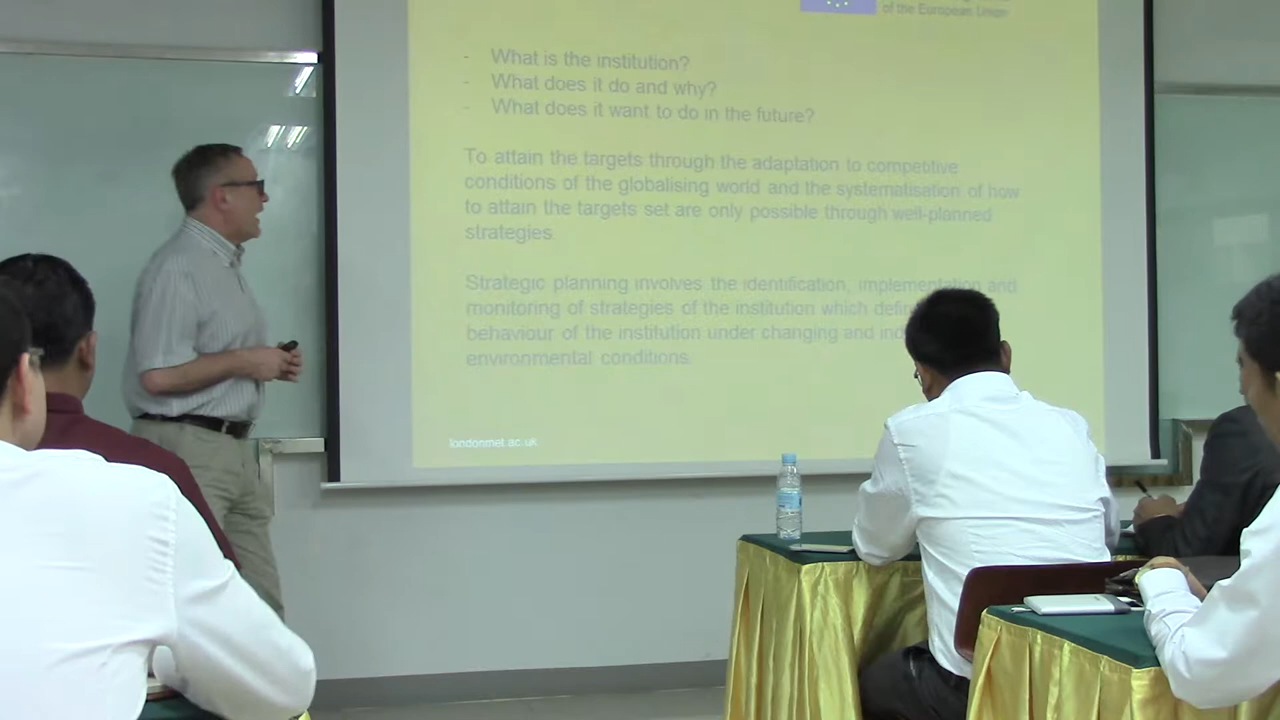 of the European Union
- What is the institution?
- What does it do and why?
- What does it want to do in the future?
To attain the targets through the adaptation to competitive
conditions of the globalising world and the systematisation of how
to attain the targets set are only possible through well-planned
strategies.
Strategic planning involves the identification, implementation and
monitoring of strategies of the institution which
behaviour of the institution under changing and
environmental conditions.
londonmet.ac.uk